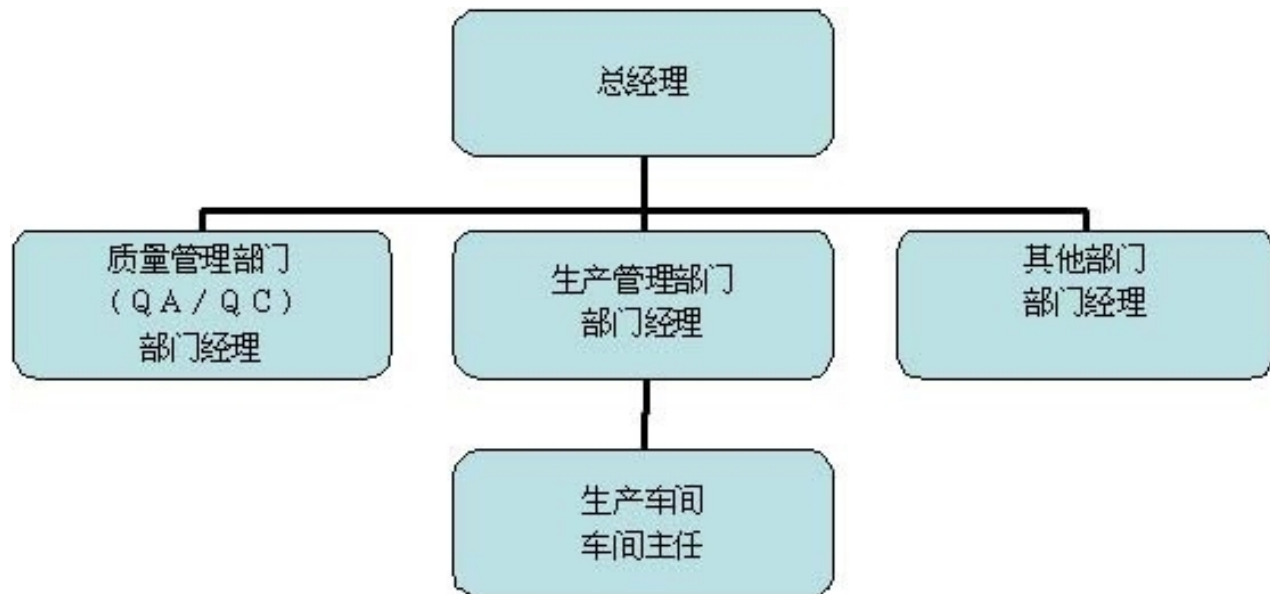 总经理
质量管理部门
(QA/QC)
部门经理
生产管理部门
部门经理
其他部门
部门经理
生产车间
车间主任